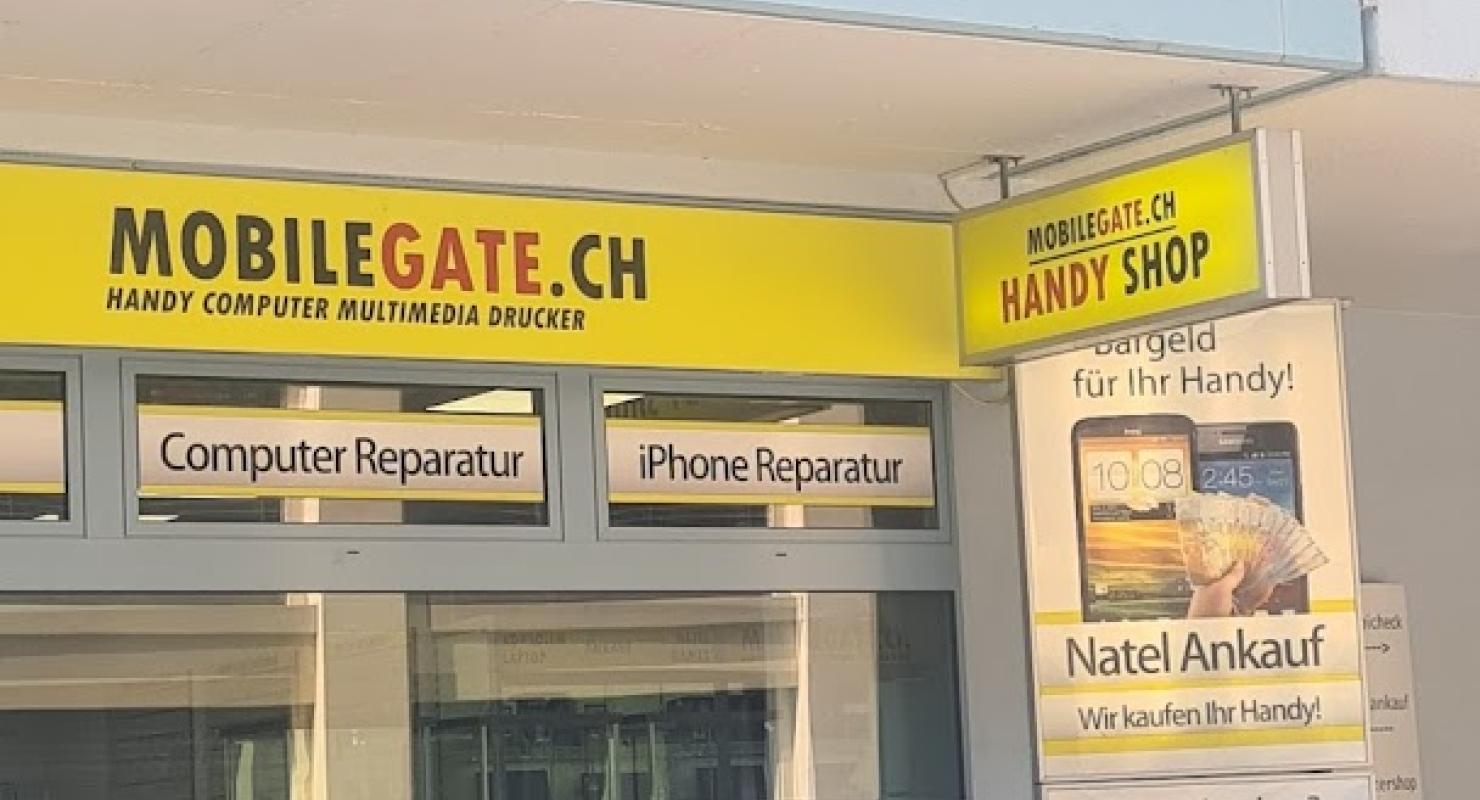 MOBILEGATE.CH
HANDY COMPUTER MULTIMEDIA DRUCKER
MOBILEGATE.CH
HANDY SHOP
Computer Reparatur
iPhone Reparatur
Bargeld
für Ihr Handy!
10 08
2:45
Natel Ankauf
Wir kaufen Ihr Handy!